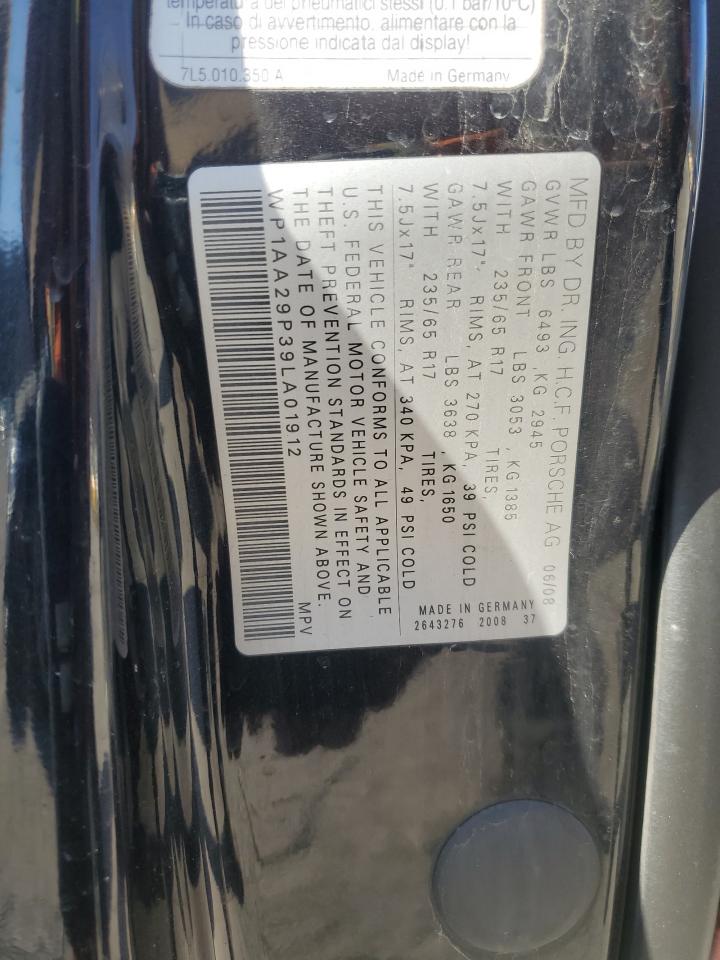 temperatura dei pneumatici stessi (0.1 bar/10°C)
In caso di avvertimento, alimentare con la
pressione indicata dal display!
7L5.010.350 A Made in Germany
MFD BY DR. ING. H.C.F. PORSCHE AG 06/08
GVWR LBS 6493 , KG 2945
GAWR FRONT LBS 3053 , KG 1385
WITH 235/65 R17 TIRES,
7.5Jx17", RIMS, AT 270 KPA, 39 PSI COLD
GAWR REAR LBS 3638 , KG 1650
WITH 235/65 R17 TIRES,
7.5Jx17" RIMS, AT 340 KPA, 49 PSI COLD
MADE IN GERMANY
2643276 2008 37
THIS VEHICLE CONFORMS TO ALL APPLICABLE
U.S. FEDERAL MOTOR VEHICLE SAFETY AND
THEFT PREVENTION STANDARDS IN EFFECT ON
THE DATE OF MANUFACTURE SHOWN ABOVE.
WP1AA29P39LA01912 MPV